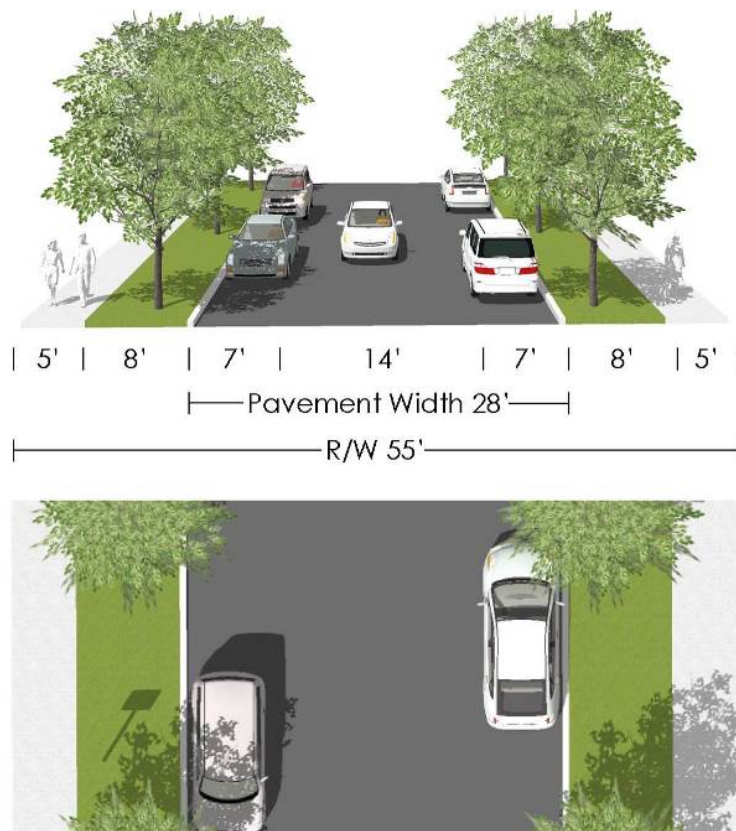 | 5' | 8' | 7' | 14' | 7' | 8' | 5' |
Pavement Width 28'
R/W 55'